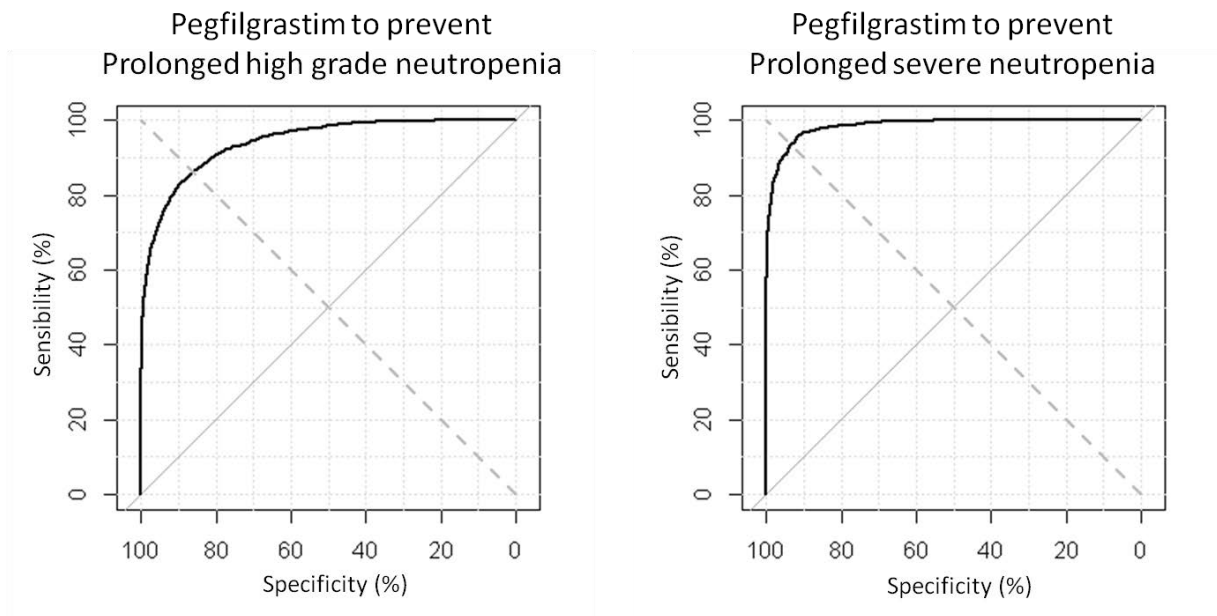 Pegfilgrastim to prevent
Prolonged high grade neutropenia
Sensibility (%)
100
80
60
40
20
0
100 80 60 40 20 0
Specificity (%)
Pegfilgrastim to prevent
Prolonged severe neutropenia
Sensibility (%)
100
80
60
40
20
0
100 80 60 40 20 0
Specificity (%)